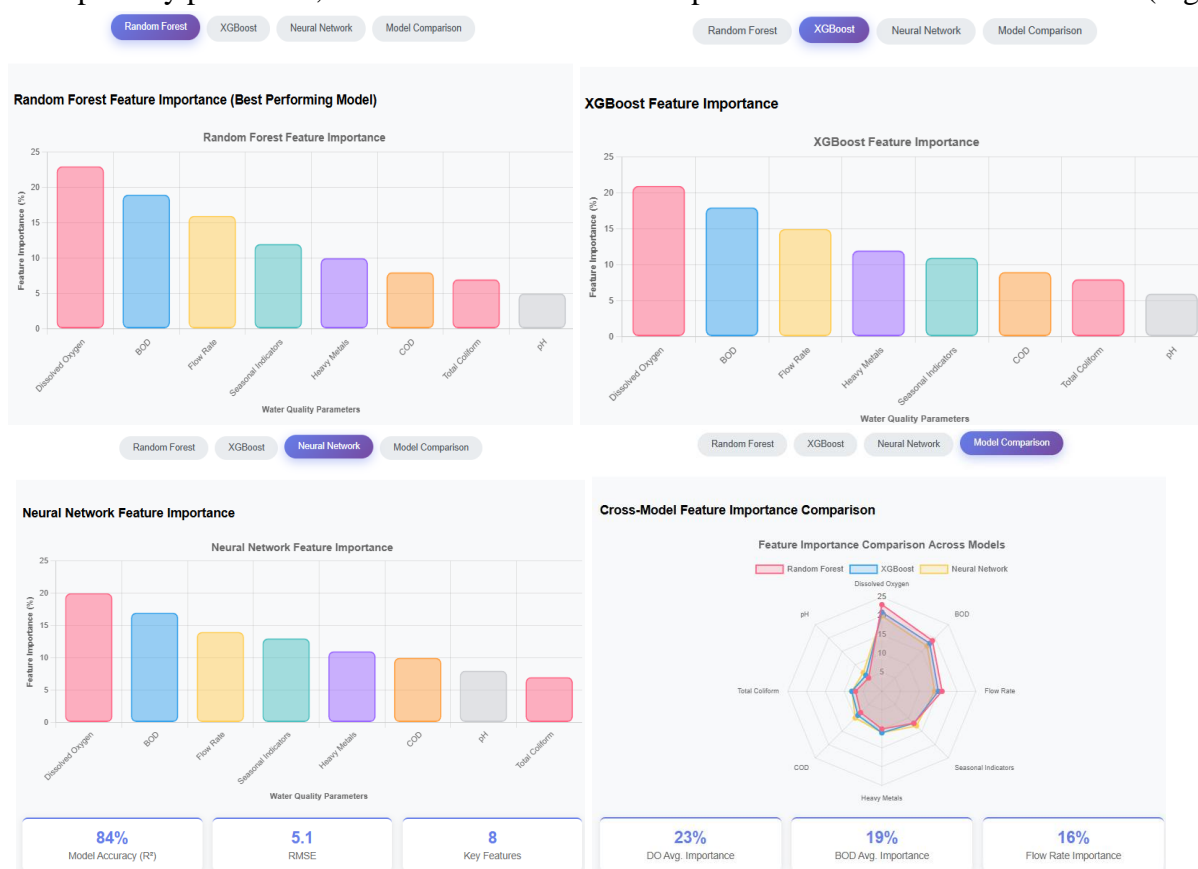 Random Forest XGBoost Neural Network Model Comparison
Random Forest Feature Importance (Best Performing Model)
Random Forest Feature Importance
Feature Importance (%)
25
20
15
10
5
0
Dissolved Oxygen
BOD
Flow Rate
Seasonal Indicators
Heavy Metals
COD
Total Coliform
pH
Water Quality Parameters
Random Forest XGBoost Neural Network Model Comparison
XGBoost Feature Importance
XGBoost Feature Importance
Feature Importance (%)
25
20
15
10
5
0
Dissolved Oxygen
BOD
Flow Rate
Heavy Metals
Seasonal Indicators
COD
Total Coliform
pH
Water Quality Parameters
Random Forest XGBoost Neural Network Model Comparison
Neural Network Feature Importance
Neural Network Feature Importance
Feature Importance (%)
25
20
15
10
5
0
Dissolved Oxygen
BOD
Flow Rate
Seasonal Indicators
Heavy Metals
COD
pH
Total Coliform
Water Quality Parameters
84%
Model Accuracy (R²)
5.1
RMSE
8
Key Features
Random Forest XGBoost Neural Network Model Comparison
Cross-Model Feature Importance Comparison
Feature Importance Comparison Across Models
Random Forest XGBoost Neural Network
Dissolved Oxygen
25
15
10
5
BOD
Flow Rate
Seasonal Indicators
Heavy Metals
COD
Total Coliform
pH
23%
DO Avg. Importance
19%
BOD Avg. Importance
16%
Flow Rate Importance